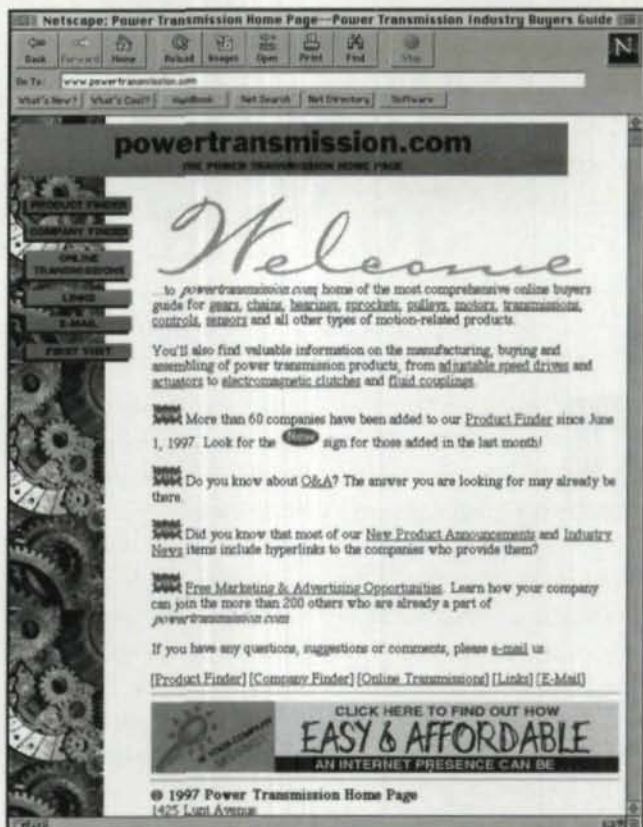 Netscape: Power Transmission Home Page--Power Transmission Industry Buyers Guide
Back Forward Home Reload Images Open Print Find Stop
N
Go To: www.powertransmission.com
What's New? What's Cool? Handbook Net Search Net Directory Software
powertransmission.com
THE POWER TRANSMISSION HOME PAGE
PRODUCT FINDER
COMPANY FINDER
ONLINE
TRANSMISSIONS
LINKS
E-MAIL
FIRST VISIT
Welcome
...to powertransmission.com, home of the most comprehensive online buyers
guide for gears, chains, bearings, sprockets, pulleys, motors, transmissions,
controls, sensors and all other types of motion-related products.
You'll also find valuable information on the manufacturing, buying and
assembling of power transmission products, from adjustable speed drives and
actuators to electromagnetic clutches and fluid couplings.
More than 60 companies have been added to our Product Finder since June
1, 1997. Look for the New sign for those added in the last month!
Do you know about Q&A? The answer you are looking for may already be
there.
Did you know that most of our New Product Announcements and Industry
News items include hyperlinks to the companies who provide them?
Free Marketing & Advertising Opportunities. Learn how your company
can join the more than 200 others who are already a part of
powertransmission.com
If you have any questions, suggestions or comments, please e-mail us.
[Product Finder] [Company Finder] [Online Transmissions] [Links] [E-Mail]
CLICK HERE TO FIND OUT HOW
EASY & AFFORDABLE
AN INTERNET PRESENCE CAN BE
© 1997 Power Transmission Home Page
1425 Lunt Avenue